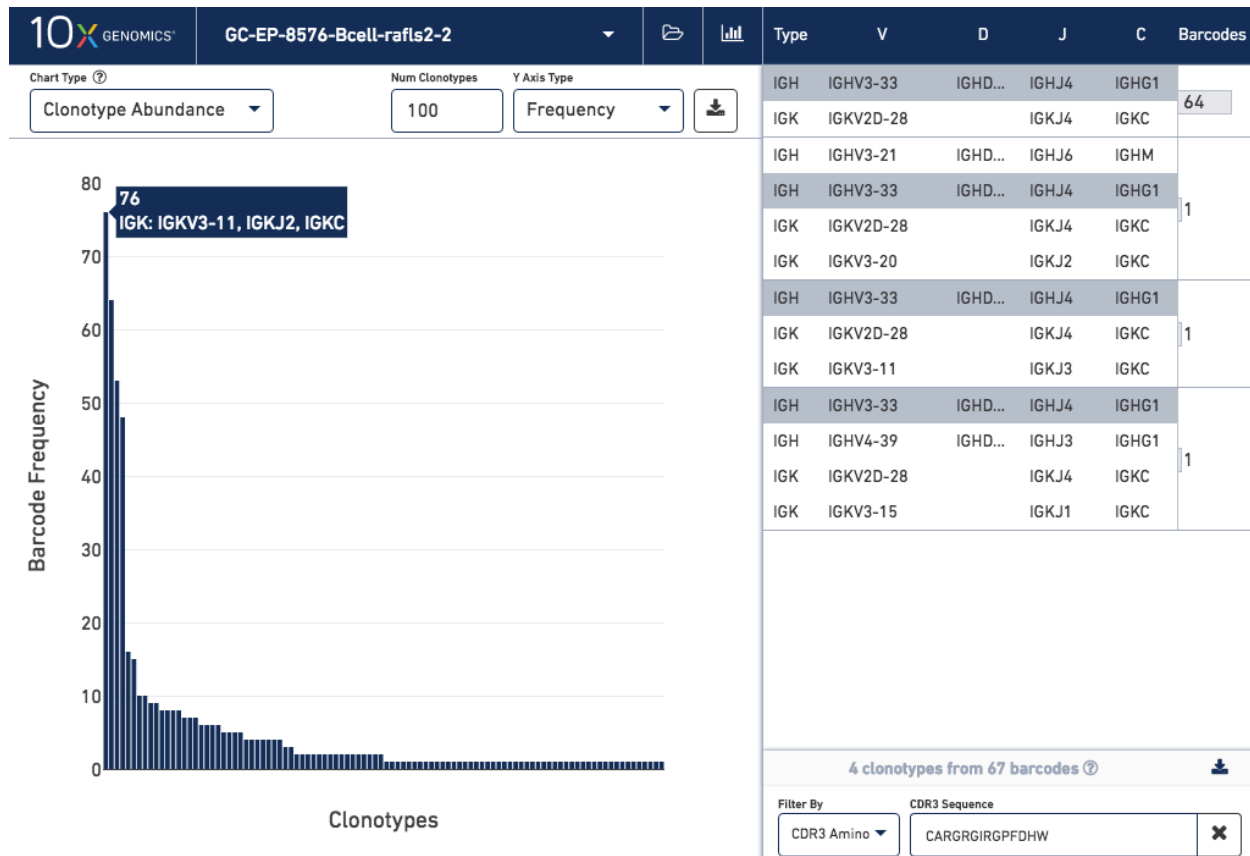 10X GENOMICS GC-EP-8576-Bcell-rafls2-2
Chart Type
Clonotype Abundance
Num Clonotypes
100
Y Axis Type
Frequency
80
70
60
50
40
30
20
10
0
Barcode Frequency
Clonotypes
76
IGK: IGKV3-11, IGKJ2, IGKC
Type V D J C Barcodes
IGH IGHV3-33 IGHD... IGHJ4 IGHG1
IGK IGKV2D-28 IGKJ4 IGKC
64
IGH IGHV3-21 IGHD... IGHJ6 IGHM
IGH IGHV3-33 IGHD... IGHJ4 IGHG1
IGK IGKV2D-28 IGKJ4 IGKC
IGK IGKV3-20 IGKJ2 IGKC
1
IGH IGHV3-33 IGHD... IGHJ4 IGHG1
IGK IGKV2D-28 IGKJ4 IGKC
IGK IGKV3-11 IGKJ3 IGKC
1
IGH IGHV3-33 IGHD... IGHJ4 IGHG1
IGH IGHV4-39 IGHD... IGHJ3 IGHG1
IGK IGKV2D-28 IGKJ4 IGKC
IGK IGKV3-15 IGKJ1 IGKC
1
4 clonotypes from 67 barcodes
Filter By
CDR3 Amino
CDR3 Sequence
CARGRGIRGPFDHW